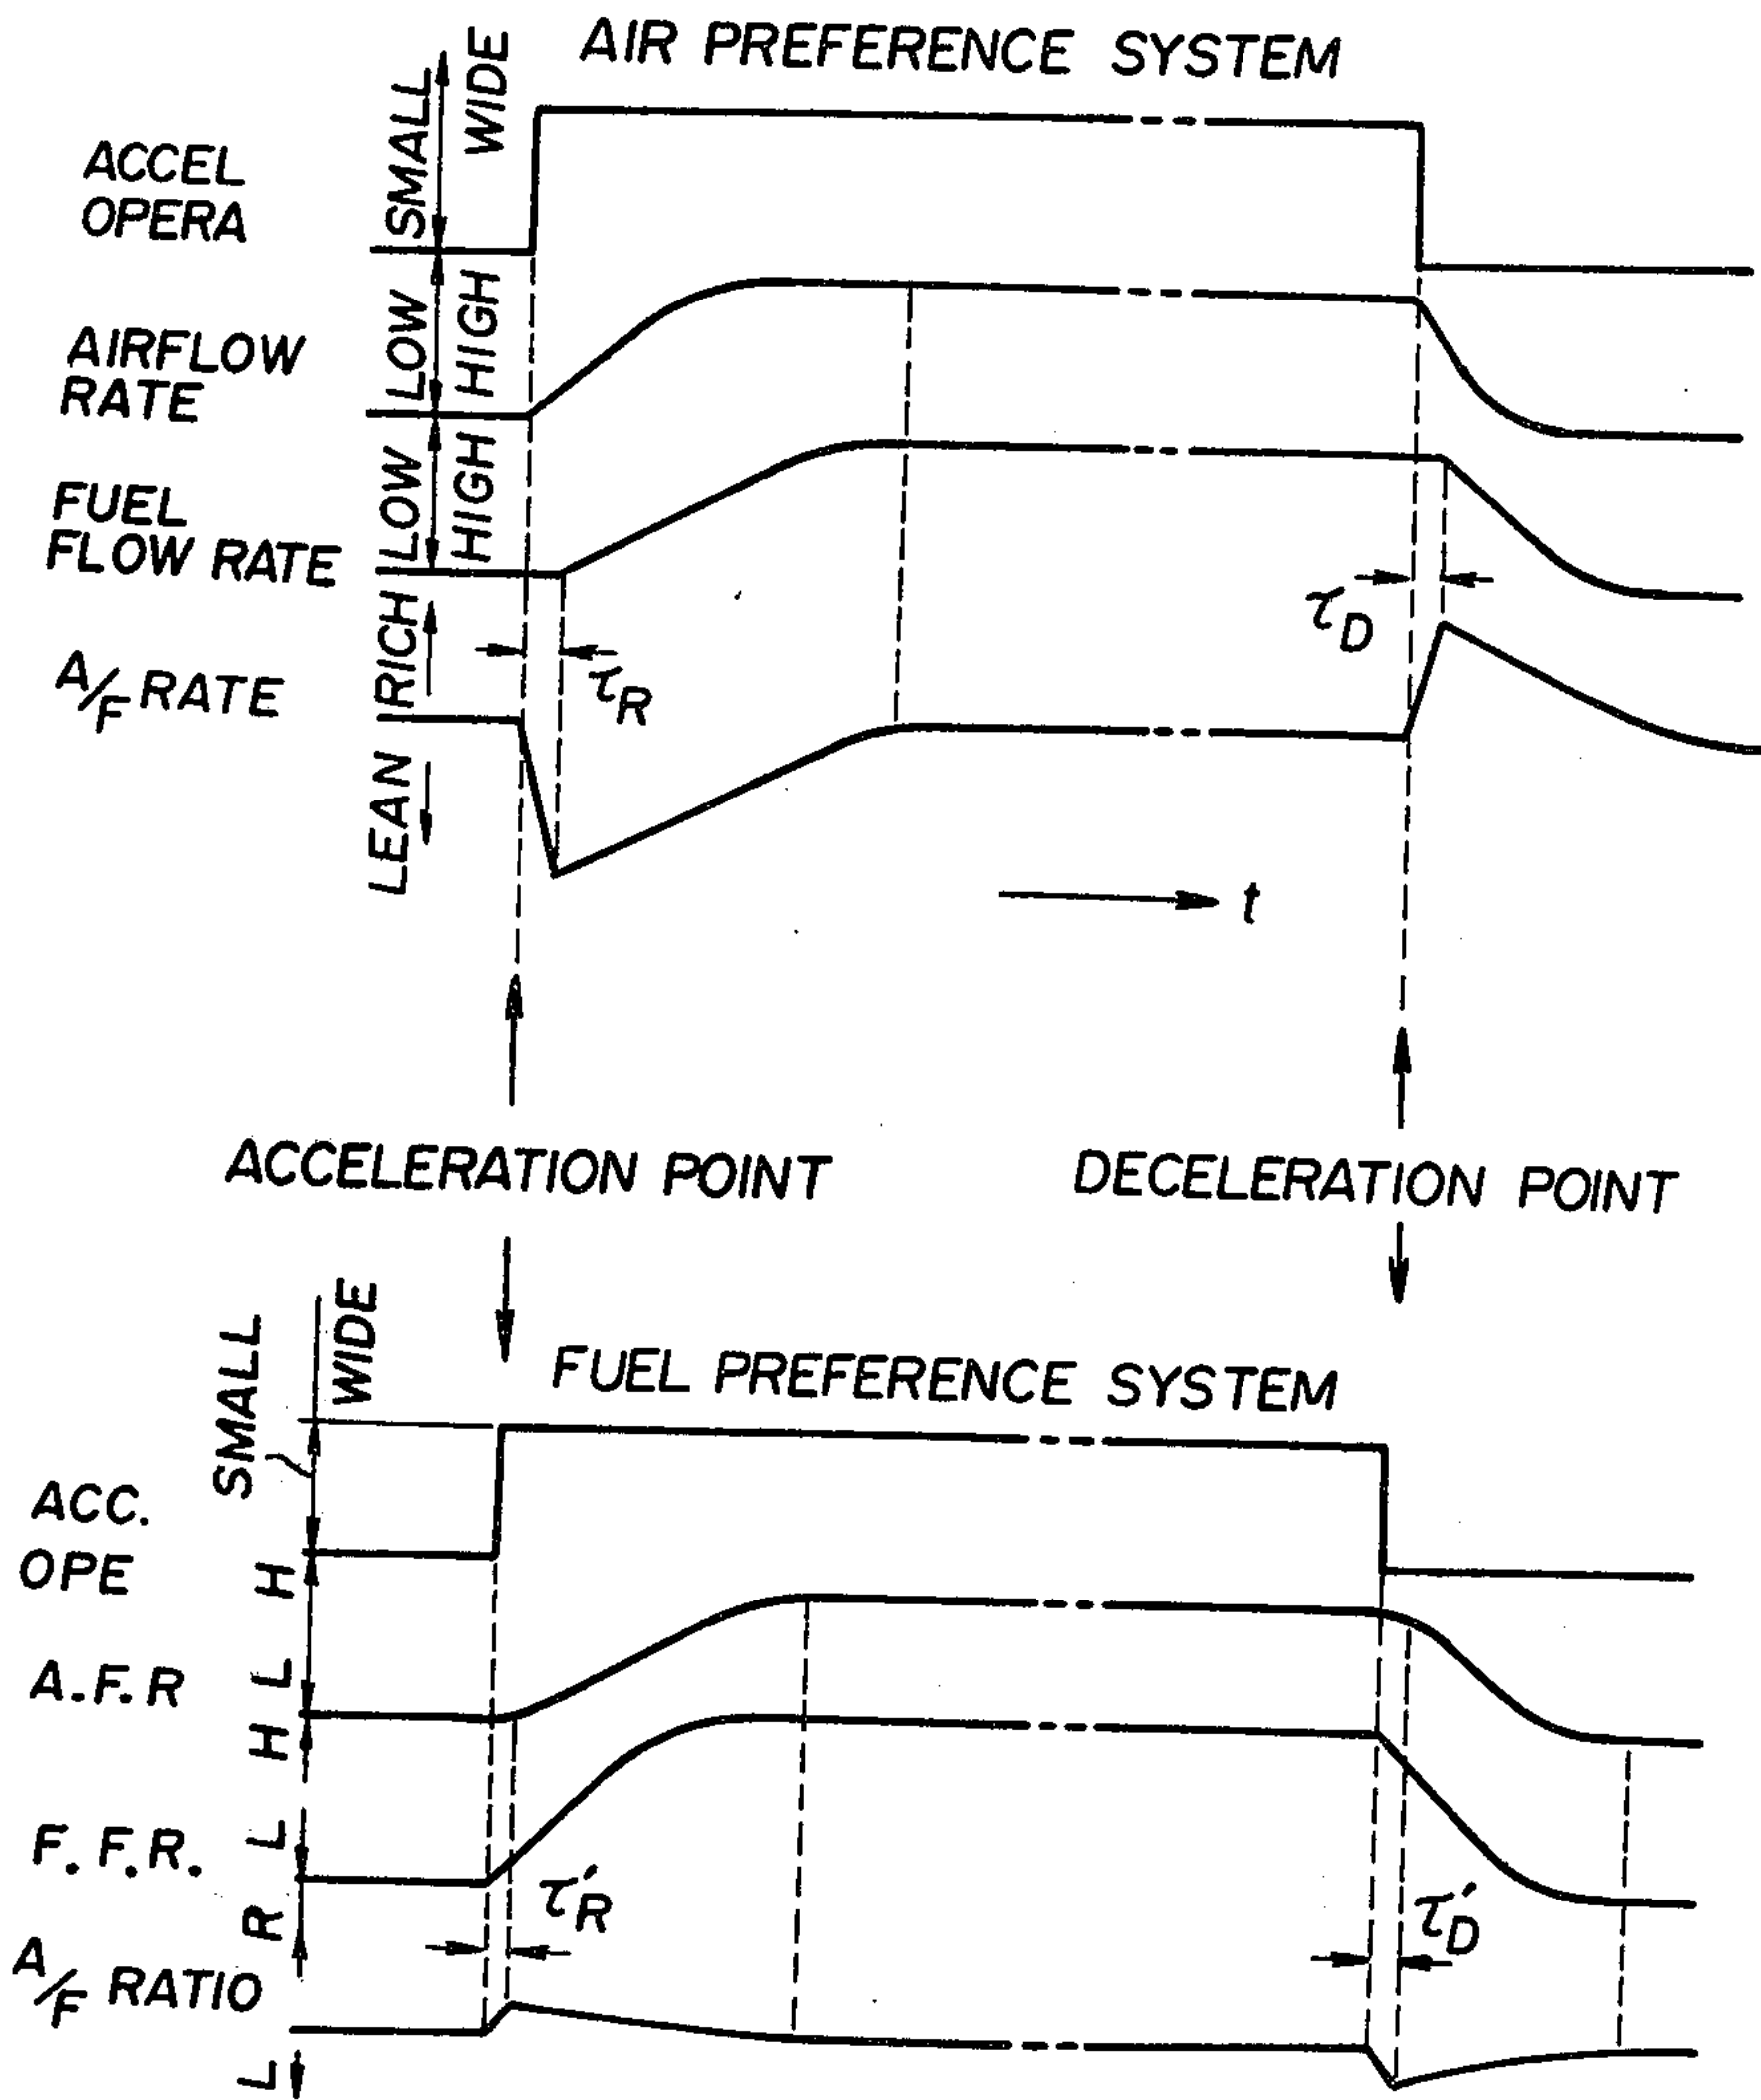 AIR PREFERENCE SYSTEM
SMALL
WIDE
ACCEL
OPERA
LOW
HIGH
AIRFLOW
RATE
LOW
HIGH
FUEL
FLOW RATE
RICH
A/F RATE
LEAN
τR
τD
t
ACCELERATION POINT
DECELERATION POINT
FUEL PREFERENCE SYSTEM
SMALL
WIDE
ACC.
OPE
H
A.F.R
L
H
F.F.R.
L
τ'R
τ'D
R
A/F RATIO
L